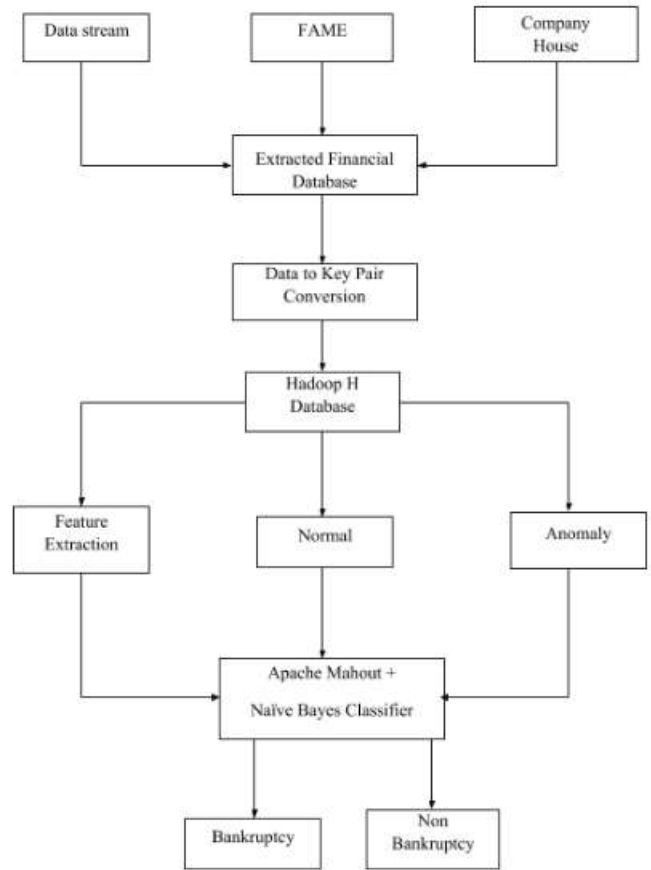 Data stream
FAME
Company
House
Extracted Financial
Database
Data to Key Pair
Conversion
Hadoop H
Database
Feature
Extraction
Normal
Anomaly
Apache Mahout +
Naïve Bayes Classifier
Bankruptcy
Non
Bankruptcy